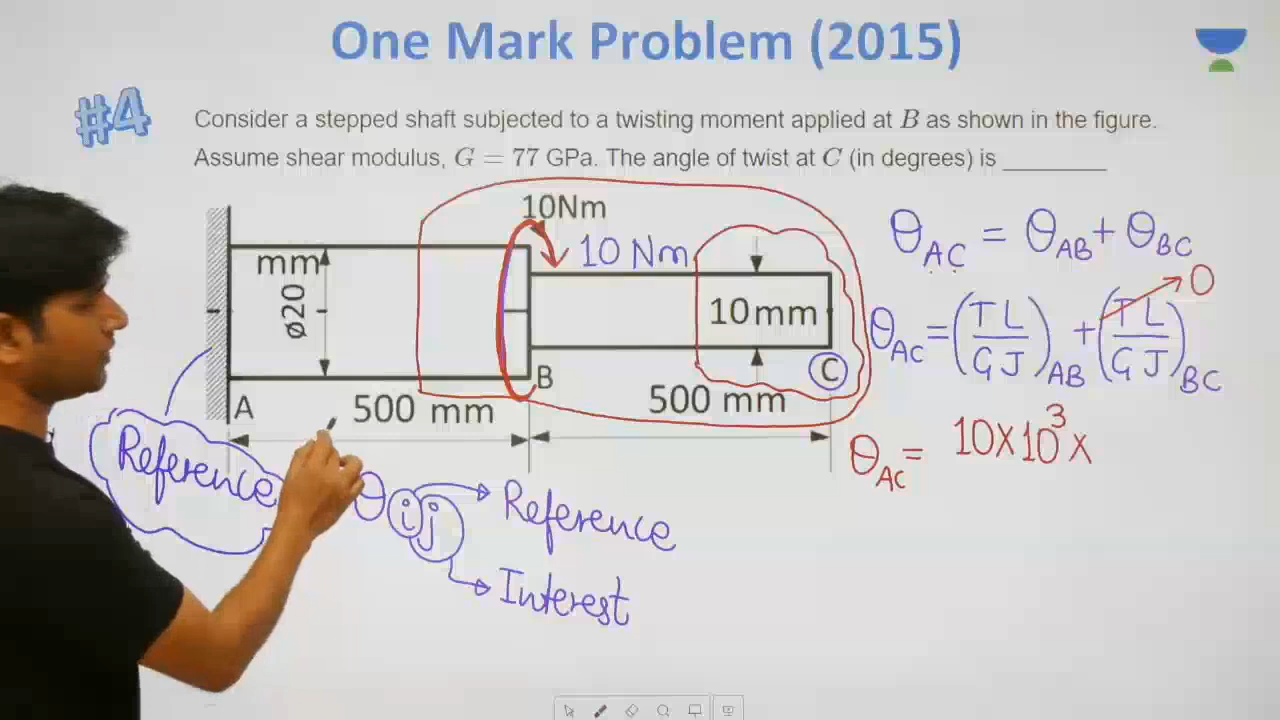 One Mark Problem (2015)
#4
Consider a stepped shaft subjected to a twisting moment applied at B as shown in the figure.
Assume shear modulus, G = 77 GPa. The angle of twist at C (in degrees) is ________
10Nm
10 Nm
mm
ø20
10 mm
A
B
C
500 mm
500 mm
θAC = θAB + θBC
θAC = (TL/GJ)AB + (TL/GJ)BC → 0
θAC = 10x10³x
Reference
θij
Reference
Interest